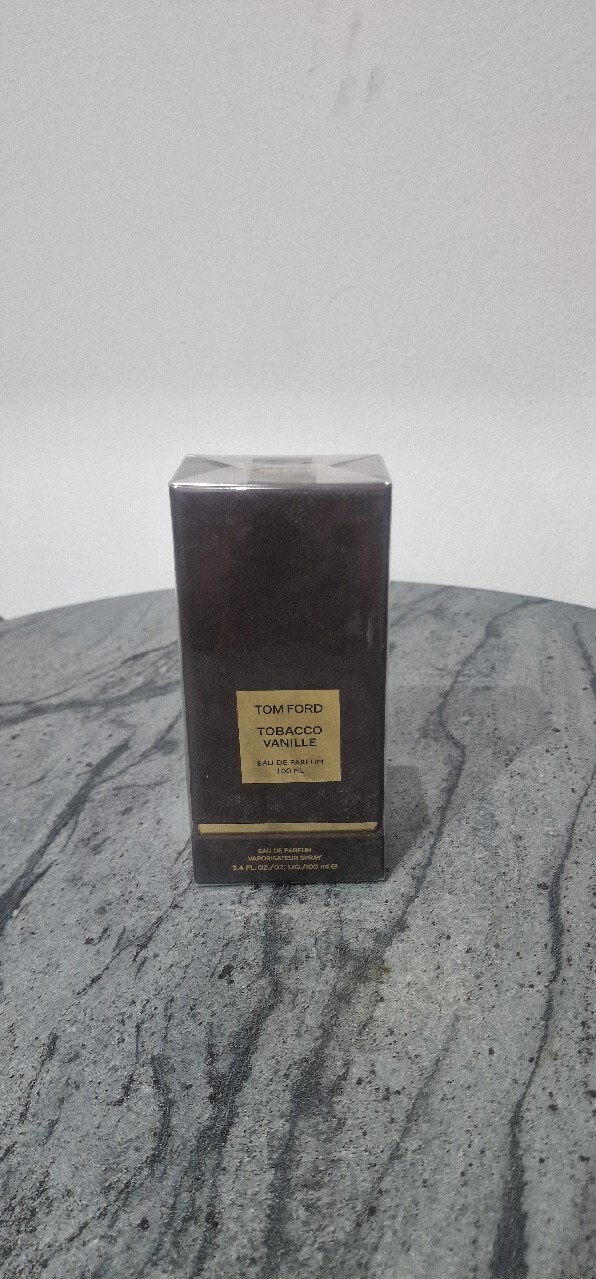 TOM FORD
TOBACCO
VANILLE
EAU DE PARFUM
100 ML
EAU DE PARFUM
VAPORISATEUR SPRAY
3.4 FL. OZ./OZ. LIQ./100 ml e